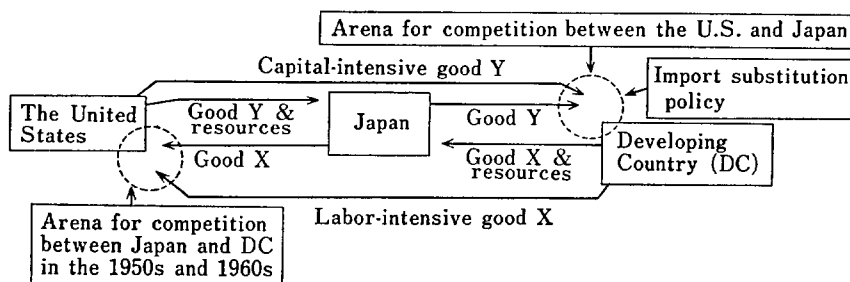 Arena for competition between the U.S. and Japan
Capital-intensive good Y
Import substitution
policy
The United
States
Good Y &
resources
Japan
Good Y
Good X
Good X &
resources
Developing
Country (DC)
Labor-intensive good X
Arena for competition
between Japan and DC
in the 1950s and 1960s